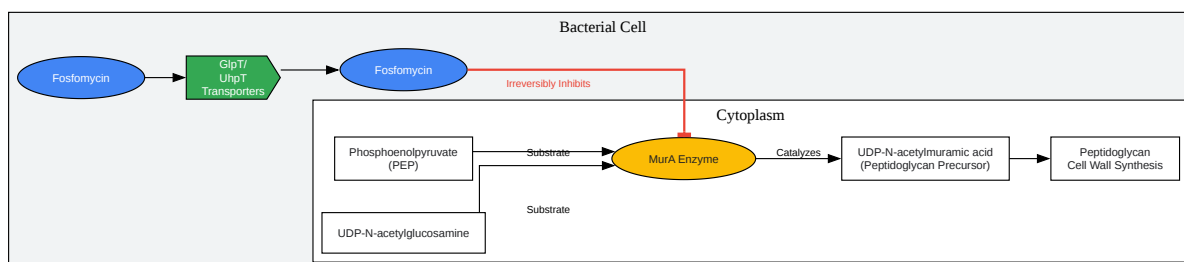 Bacterial Cell
Fosfomycin
GlpT/
UhpT
Transporters
Fosfomycin
Irreversibly Inhibits
Cytoplasm
Phosphoenolpyruvate
(PEP)
Substrate
MurA Enzyme
Catalyzes
UDP-N-acetylmuramic acid
(Peptidoglycan Precursor)
Peptidoglycan
Cell Wall Synthesis
UDP-N-acetylglucosamine
Substrate